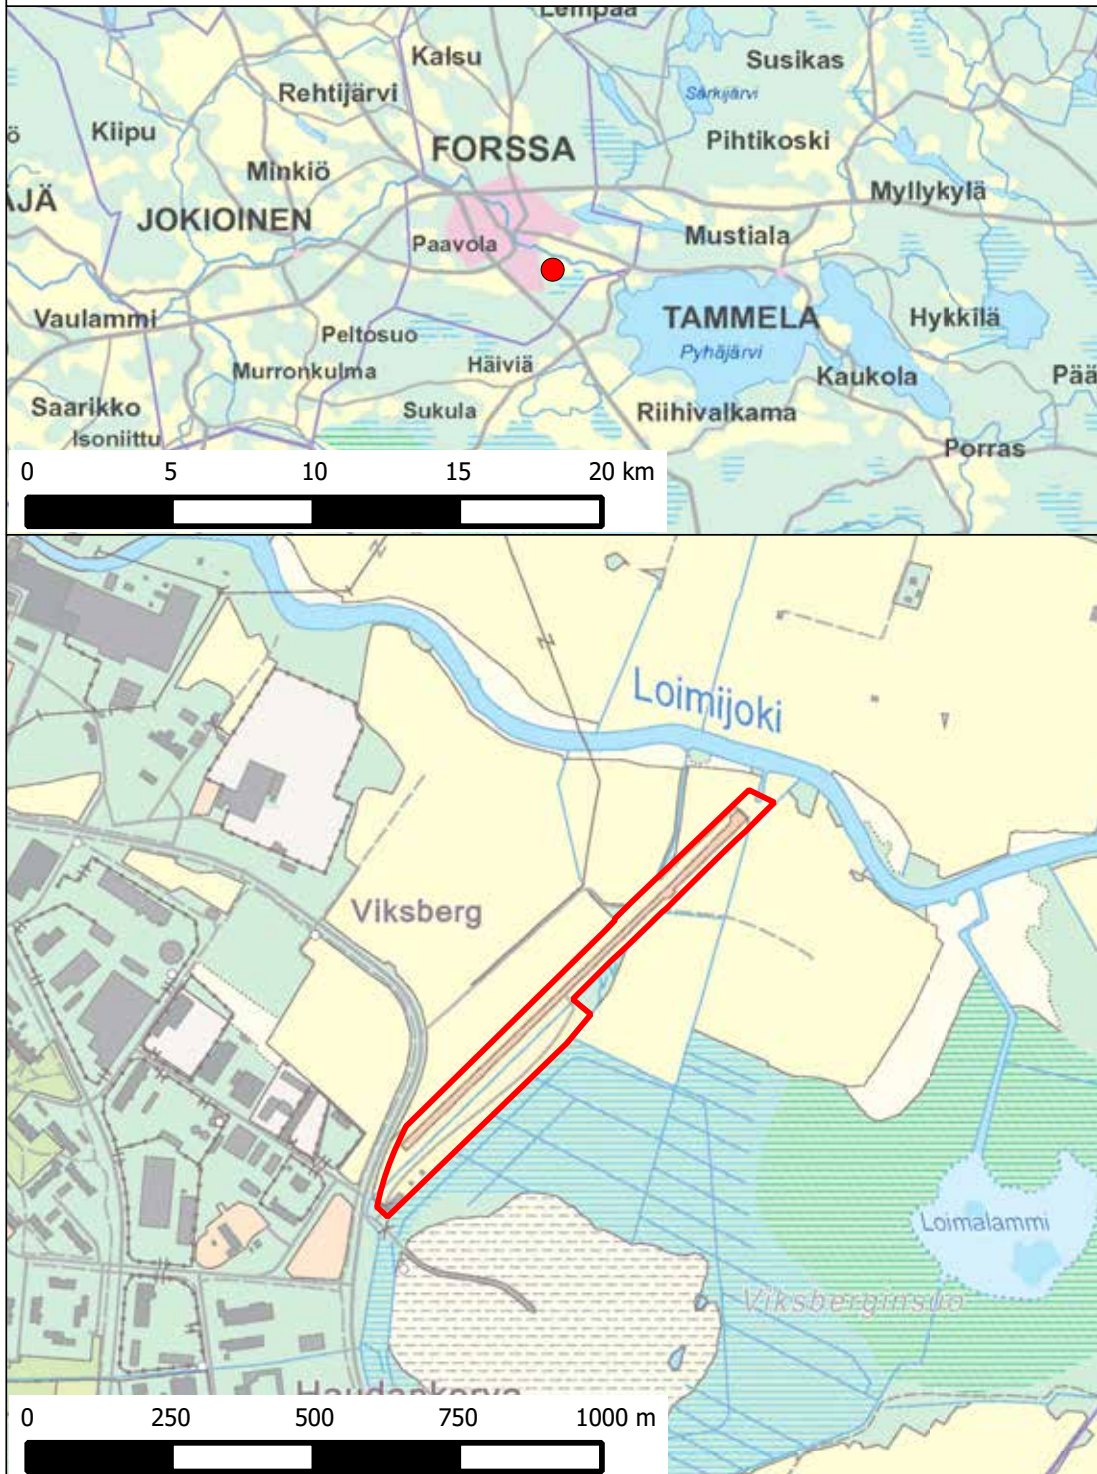 Lempää
Kalsu
Susikas
Rehtijärvi
Särkijärvi
Kiipu
Pihtikoski
FORSSA
Minkiö
Myllykylä
ÄJÄ
JOKIOINEN
Paavola
Mustiala
Vaulammi
TAMMELA
Hykkilä
Peltosuo
Pyhäjärvi
Murronkulma
Häiviä
Kaukola
Pää
Saarikko
Sukula
Riihivalkama
Isoniittu
Porras
0 5 10 15 20 km
Loimijoki
Viksberg
Loimalammi
Viksberginsuo
Haudankorva
0 250 500 750 1000 m